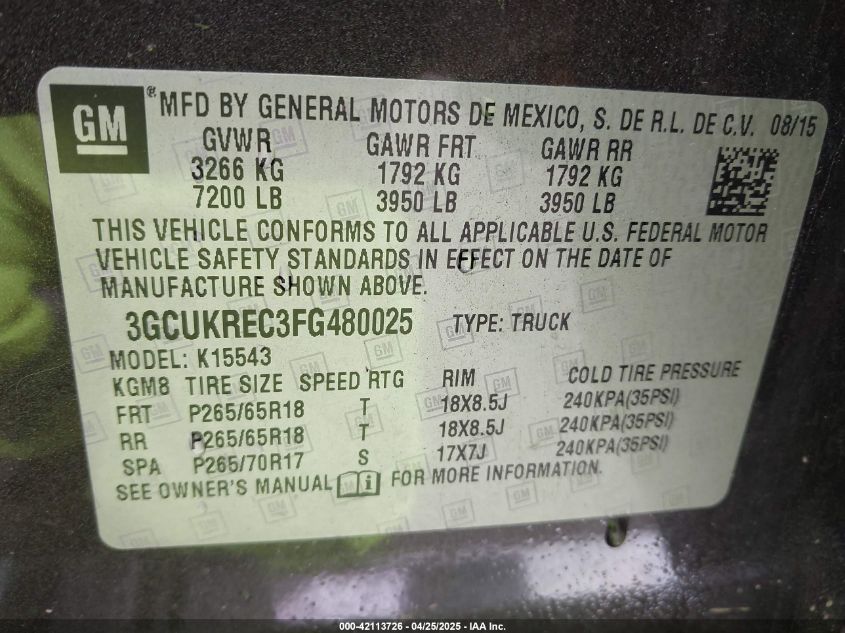 GM ® MFD BY GENERAL MOTORS DE MEXICO, S. DE R.L. DE C.V. 08/15
GVWR GAWR FRT GAWR RR
3266 KG 1792 KG 1792 KG
7200 LB 3950 LB 3950 LB
THIS VEHICLE CONFORMS TO ALL APPLICABLE U.S. FEDERAL MOTOR
VEHICLE SAFETY STANDARDS IN EFFECT ON THE DATE OF
MANUFACTURE SHOWN ABOVE.
3GCUKREC3FG480025 TYPE: TRUCK
MODEL: K15543
KGM8 TIRE SIZE SPEED RTG RIM COLD TIRE PRESSURE
FRT P265/65R18 T 18X8.5J 240KPA(35PSI)
RR P265/65R18 T 18X8.5J 240KPA(35PSI)
SPA P265/70R17 S 17X7J 240KPA(35PSI)
SEE OWNER'S MANUAL i FOR MORE INFORMATION.
000-42113726 - 04/25/2025 - IAA Inc.